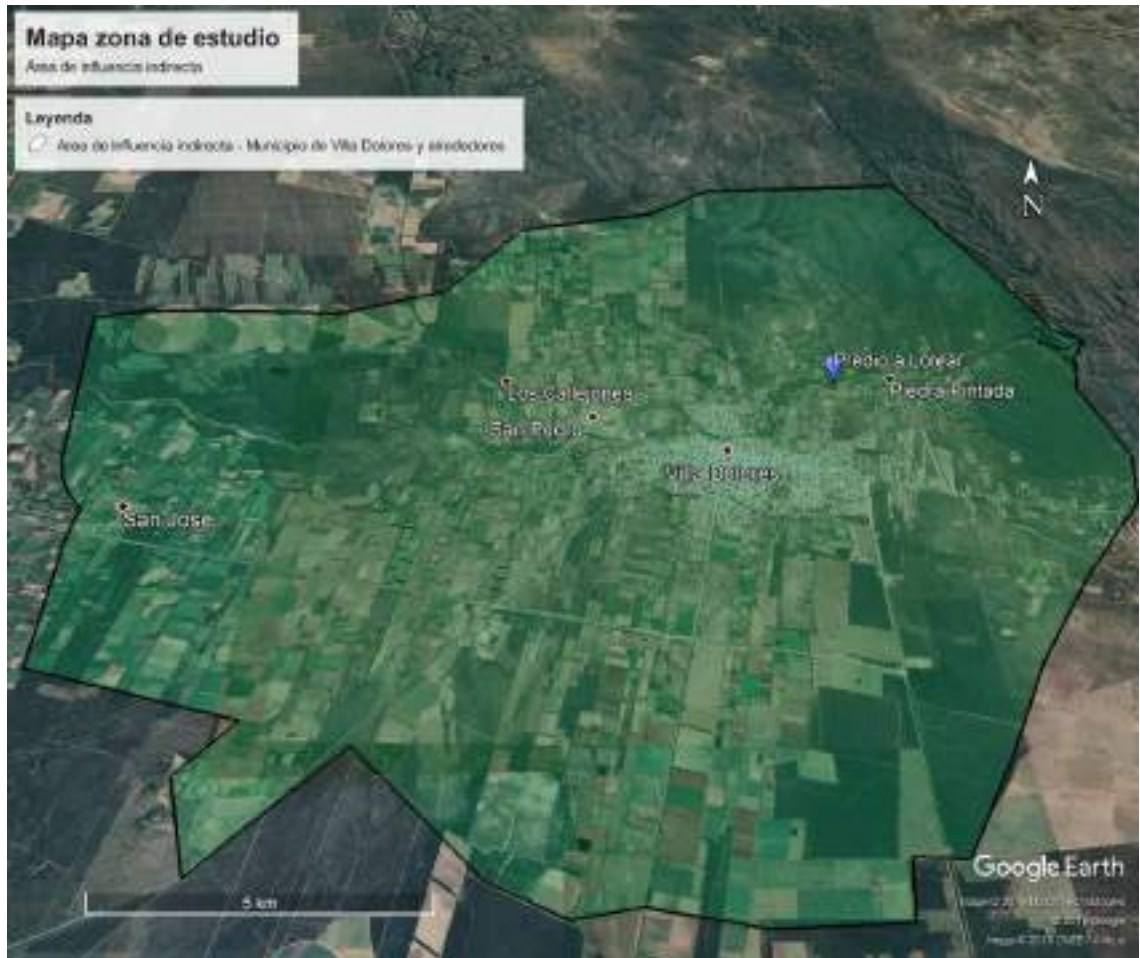 Mapa zona de estudio
Area de influencia indirecta
Leyenda
Area de influencia indirecta - Municipio de Villa Dolores y alrededores
N
Predio a Lotear
Los Callejones
Piedra Pintada
San Pedro
Villa Dolores
San Jose
Google Earth
5 km